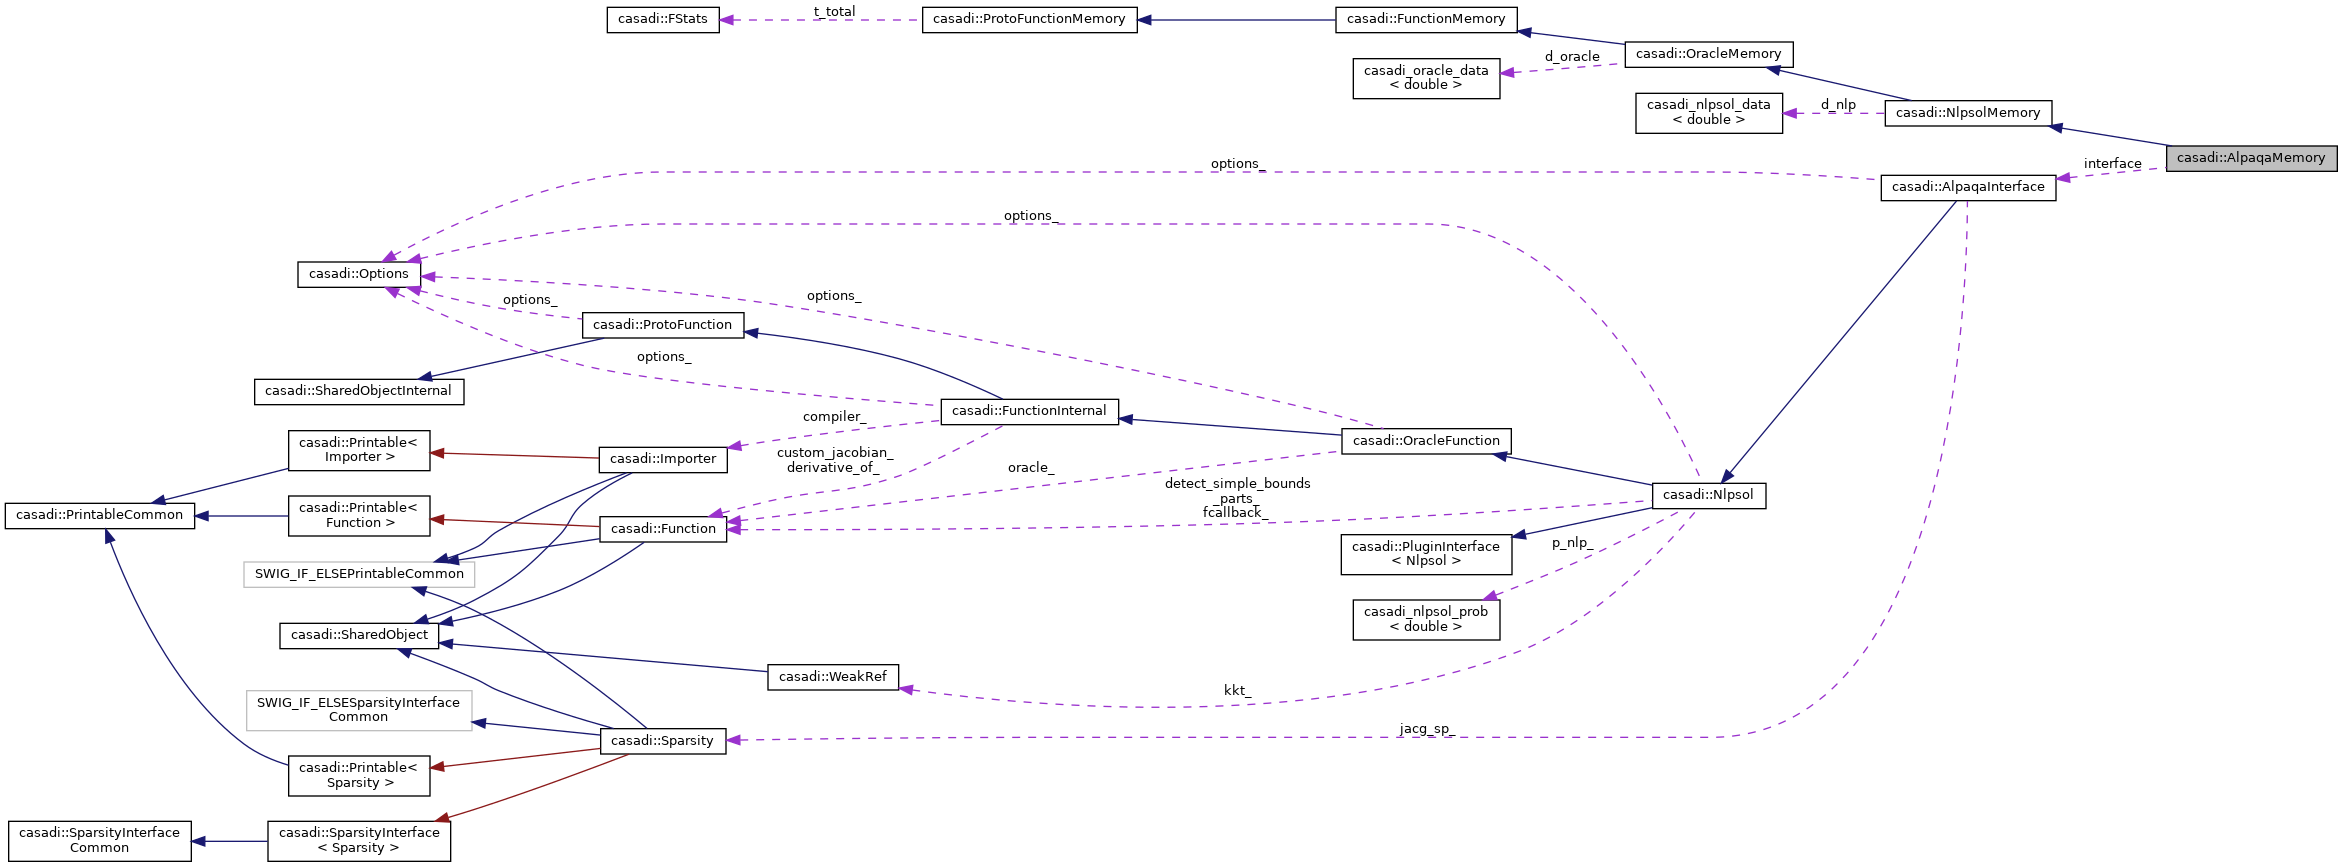 casadi::FStats
t_total
casadi::ProtoFunctionMemory
casadi::FunctionMemory
casadi::OracleMemory
d_oracle
casadi_oracle_data
< double >
casadi_nlpsol_data
< double >
d_nlp
casadi::NlpsolMemory
casadi::AlpaqaMemory
interface
casadi::AlpaqaInterface
options_
options_
casadi::Options
options_
options_
casadi::ProtoFunction
options_
casadi::SharedObjectInternal
casadi::FunctionInternal
compiler_
casadi::OracleFunction
casadi::Printable<
Importer >
casadi::Importer
custom_jacobian_
derivative_of_
oracle_
detect_simple_bounds
_parts_
fcallback_
casadi::Nlpsol
casadi::PrintableCommon
casadi::Printable<
Function >
casadi::Function
casadi::PluginInterface
< Nlpsol >
p_nlp_
SWIG_IF_ELSEPrintableCommon
casadi_nlpsol_prob
< double >
casadi::SharedObject
casadi::WeakRef
kkt_
SWIG_IF_ELSESparsityInterface
Common
jacg_sp_
casadi::Sparsity
casadi::Printable<
Sparsity >
casadi::SparsityInterface
Common
casadi::SparsityInterface
< Sparsity >